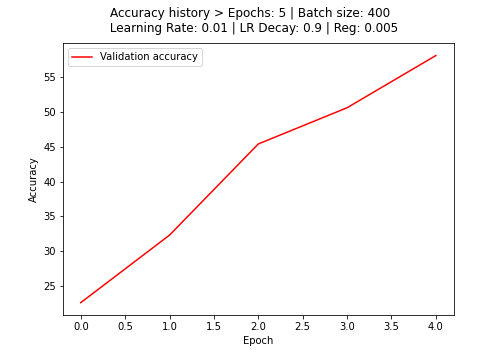 Accuracy history > Epochs: 5 | Batch size: 400
Learning Rate: 0.01 | LR Decay: 0.9 | Reg: 0.005
Validation accuracy
Accuracy
55
50
45
40
35
30
25
0.0 0.5 1.0 1.5 2.0 2.5 3.0 3.5 4.0
Epoch